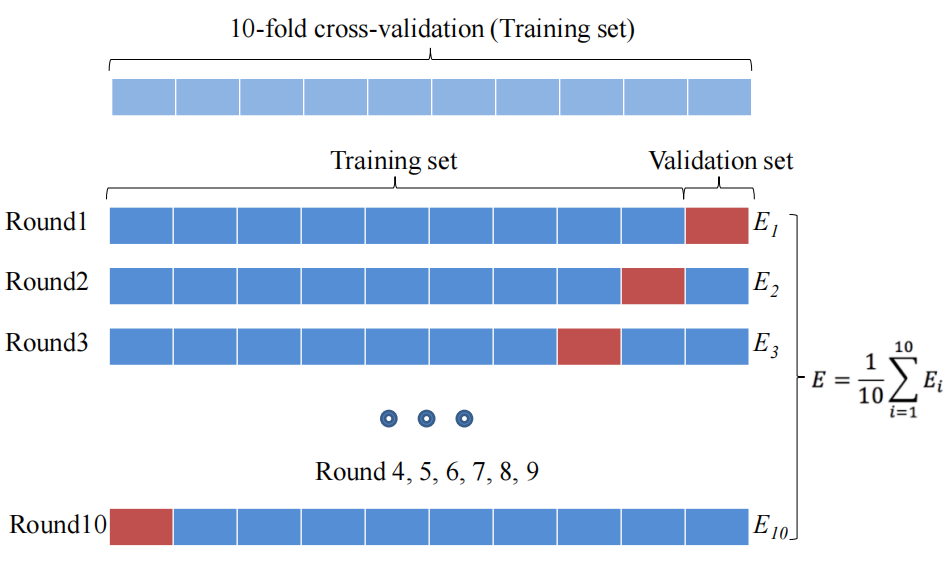 10-fold cross-validation (Training set)
Training set
Validation set
Round1
E₁
Round2
E₂
Round3
E₃
E = 1/10 ∑_{i=1}^{10} E_i
Round 4, 5, 6, 7, 8, 9
Round10
E₁₀